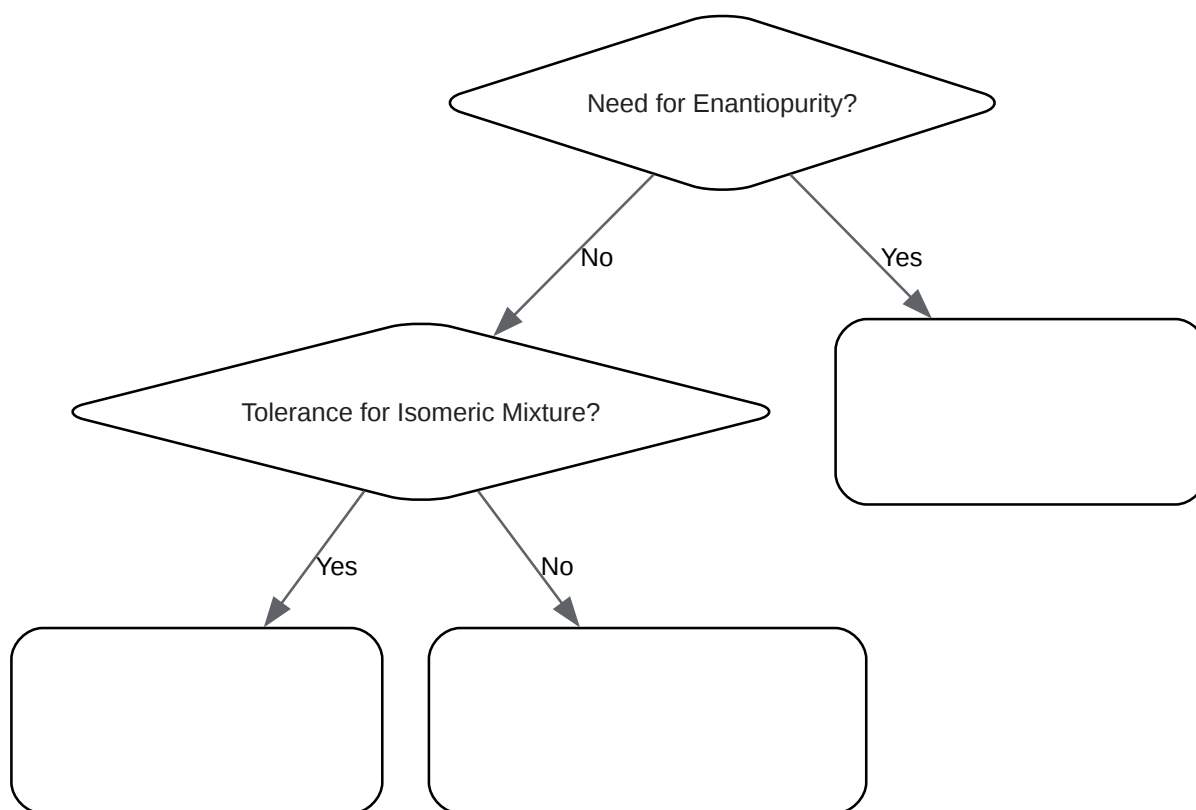 Need for Enantiopurity?
No
Yes
Tolerance for Isomeric Mixture?
Yes
No